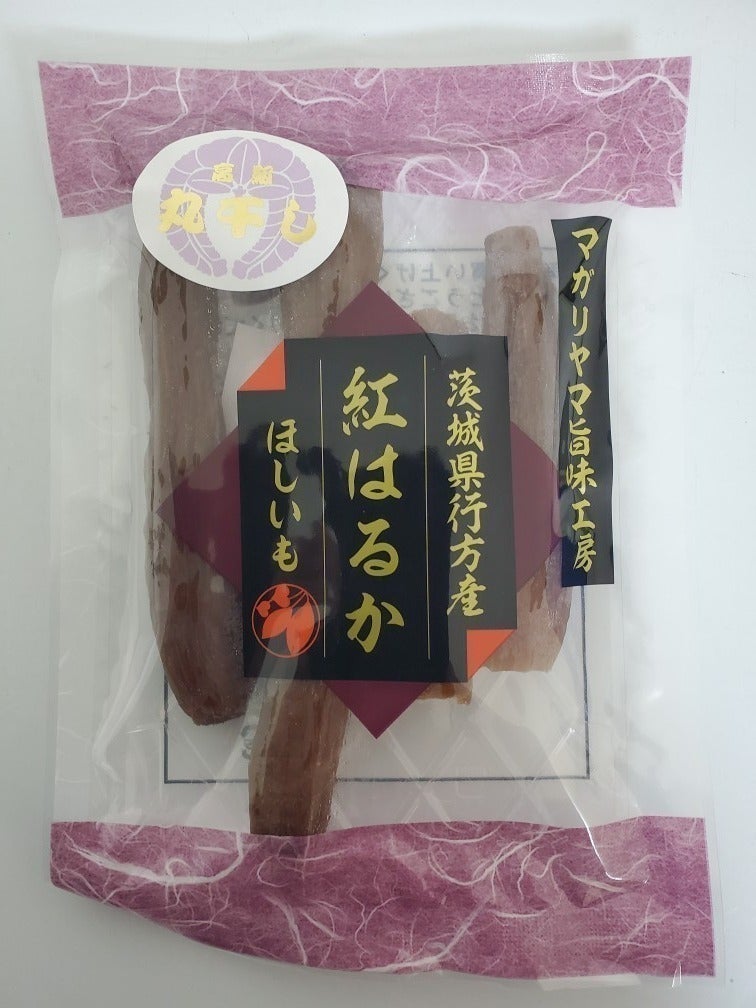 丸干し
マガリヤマ旨味工房
茨城県行方産
紅はるか
ほしいも